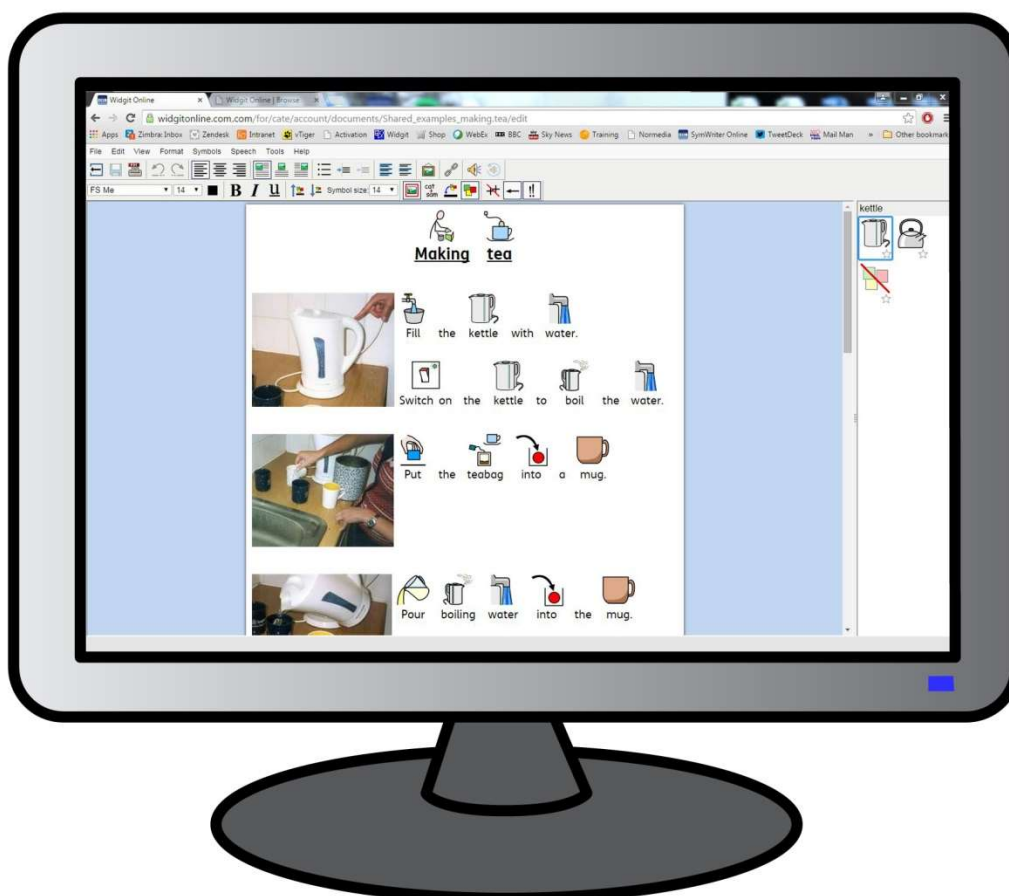 Widgit Online
Widgit Online | Browse
widgitonline.com.com/for/cate/account/documents/Shared_examples_making.tea/edit
Apps Zimbra: Inbox Zendesk Intranet vTiger Activation Widgit Shop WebEx BBC Sky News Training Normedia SymWriter Online TweetDeck Mail Man » Other bookmark
File Edit View Format Symbols Speech Tools Help
FS Me 14 B I U Symbol size: 14 cat sam !!
kettle
Making tea
Fill the kettle with water.
Switch on the kettle to boil the water.
Put the teabag into a mug.
Pour boiling water into the mug.